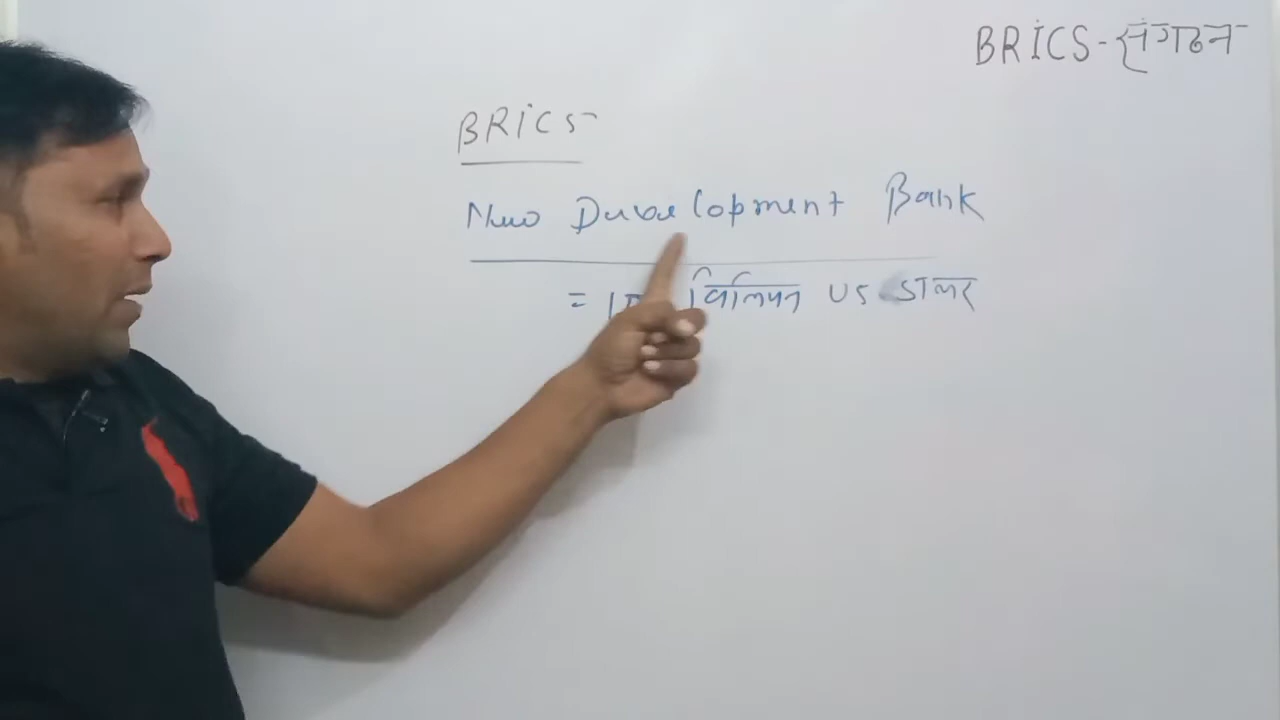 BRICS - संगठन
BRICS-
New Development Bank
= बिलियन US डालर